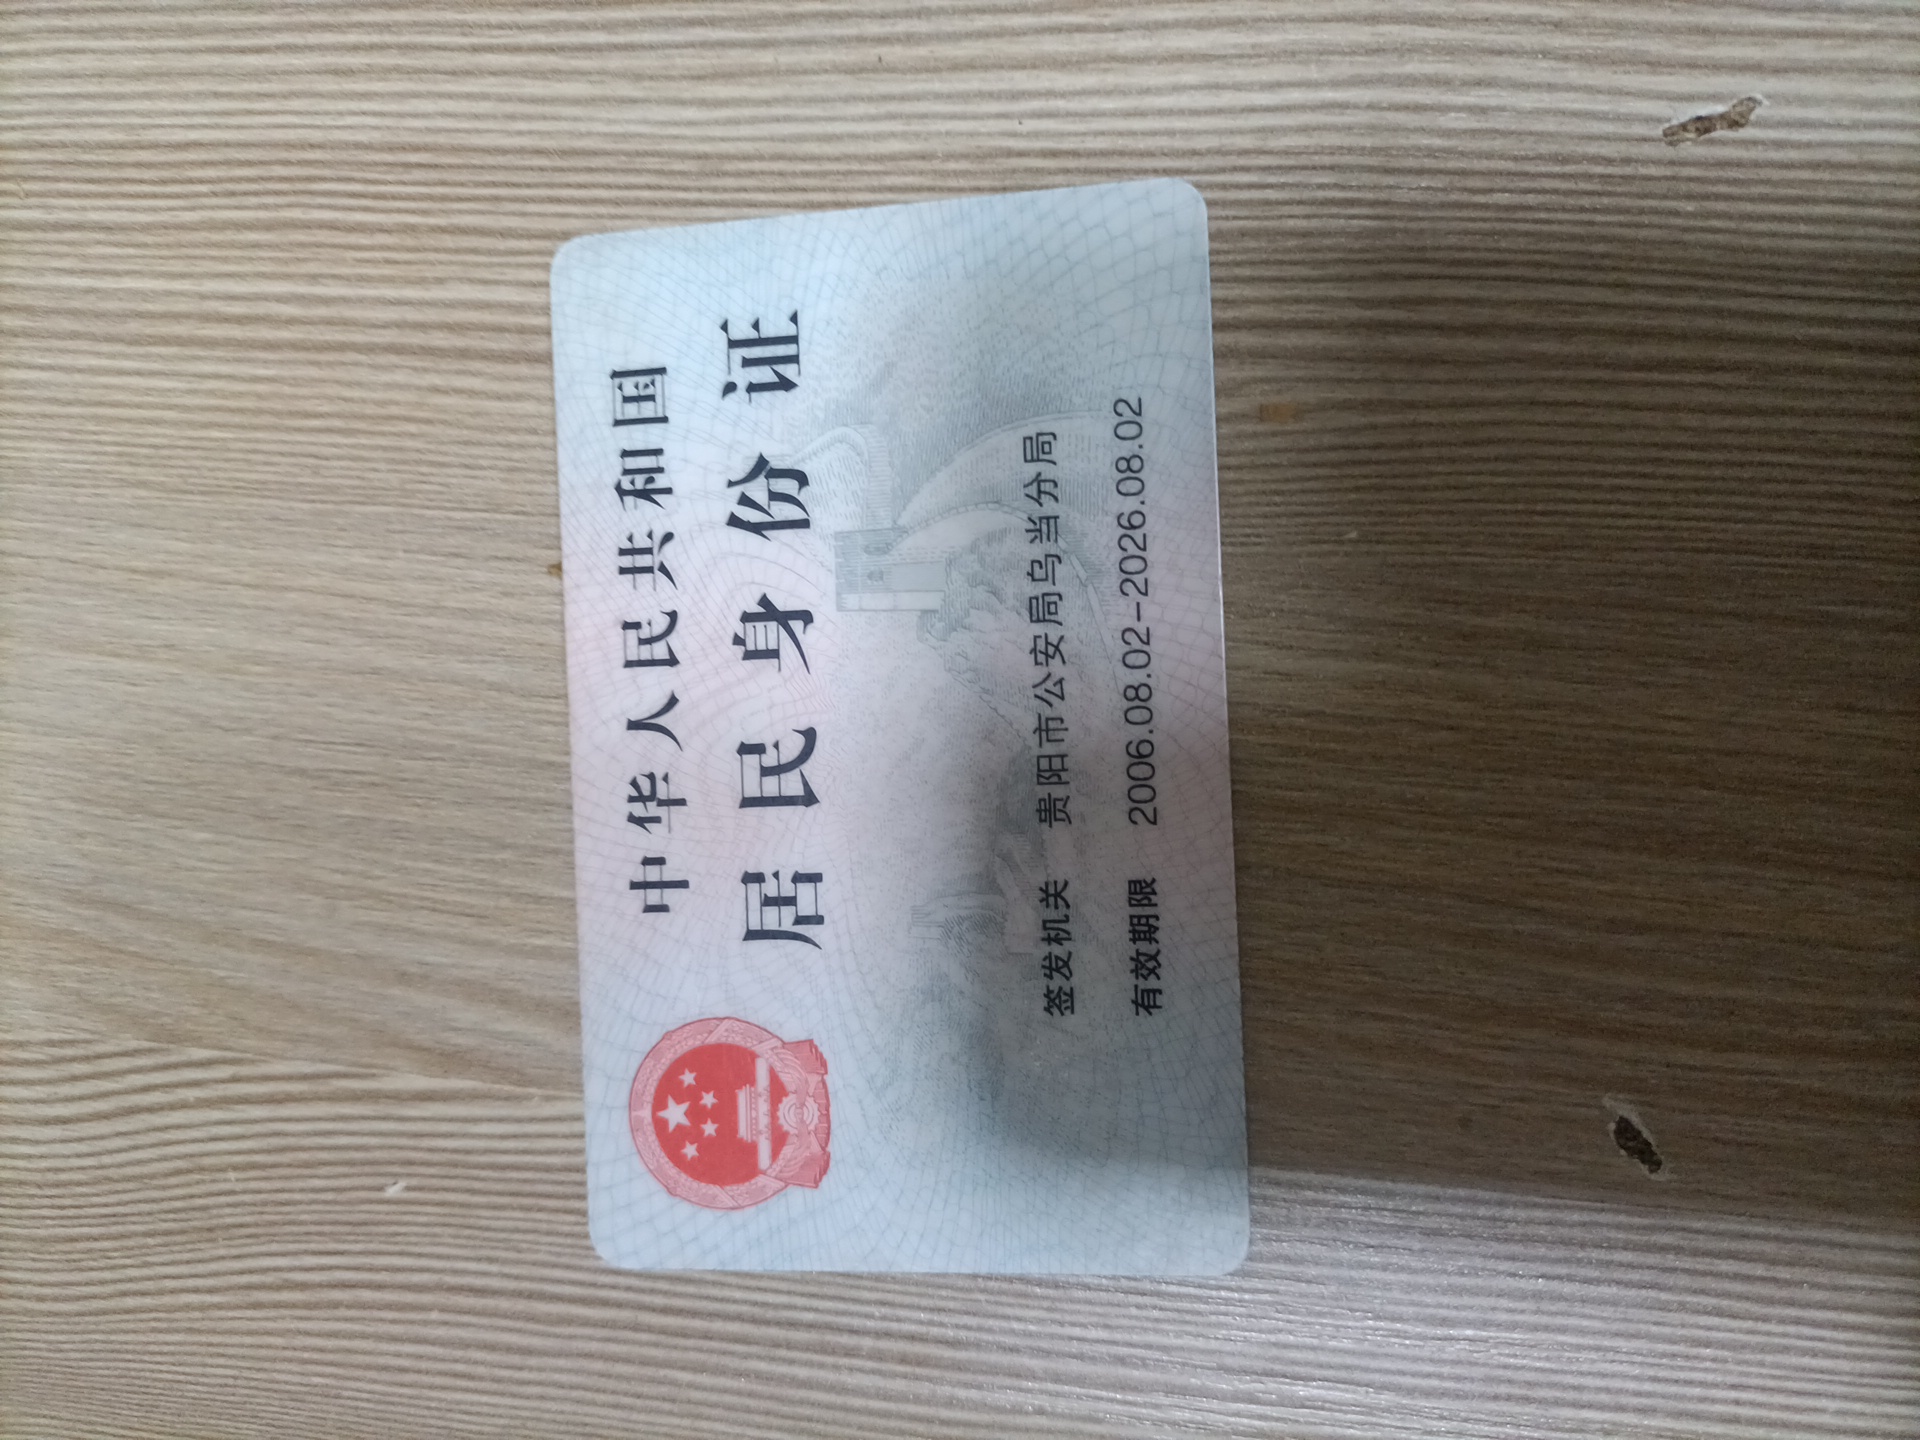 中华人民共和国
居民身份证
签发机关 贵阳市公安局乌当分局
有效期限 2006.08.02-2026.08.02